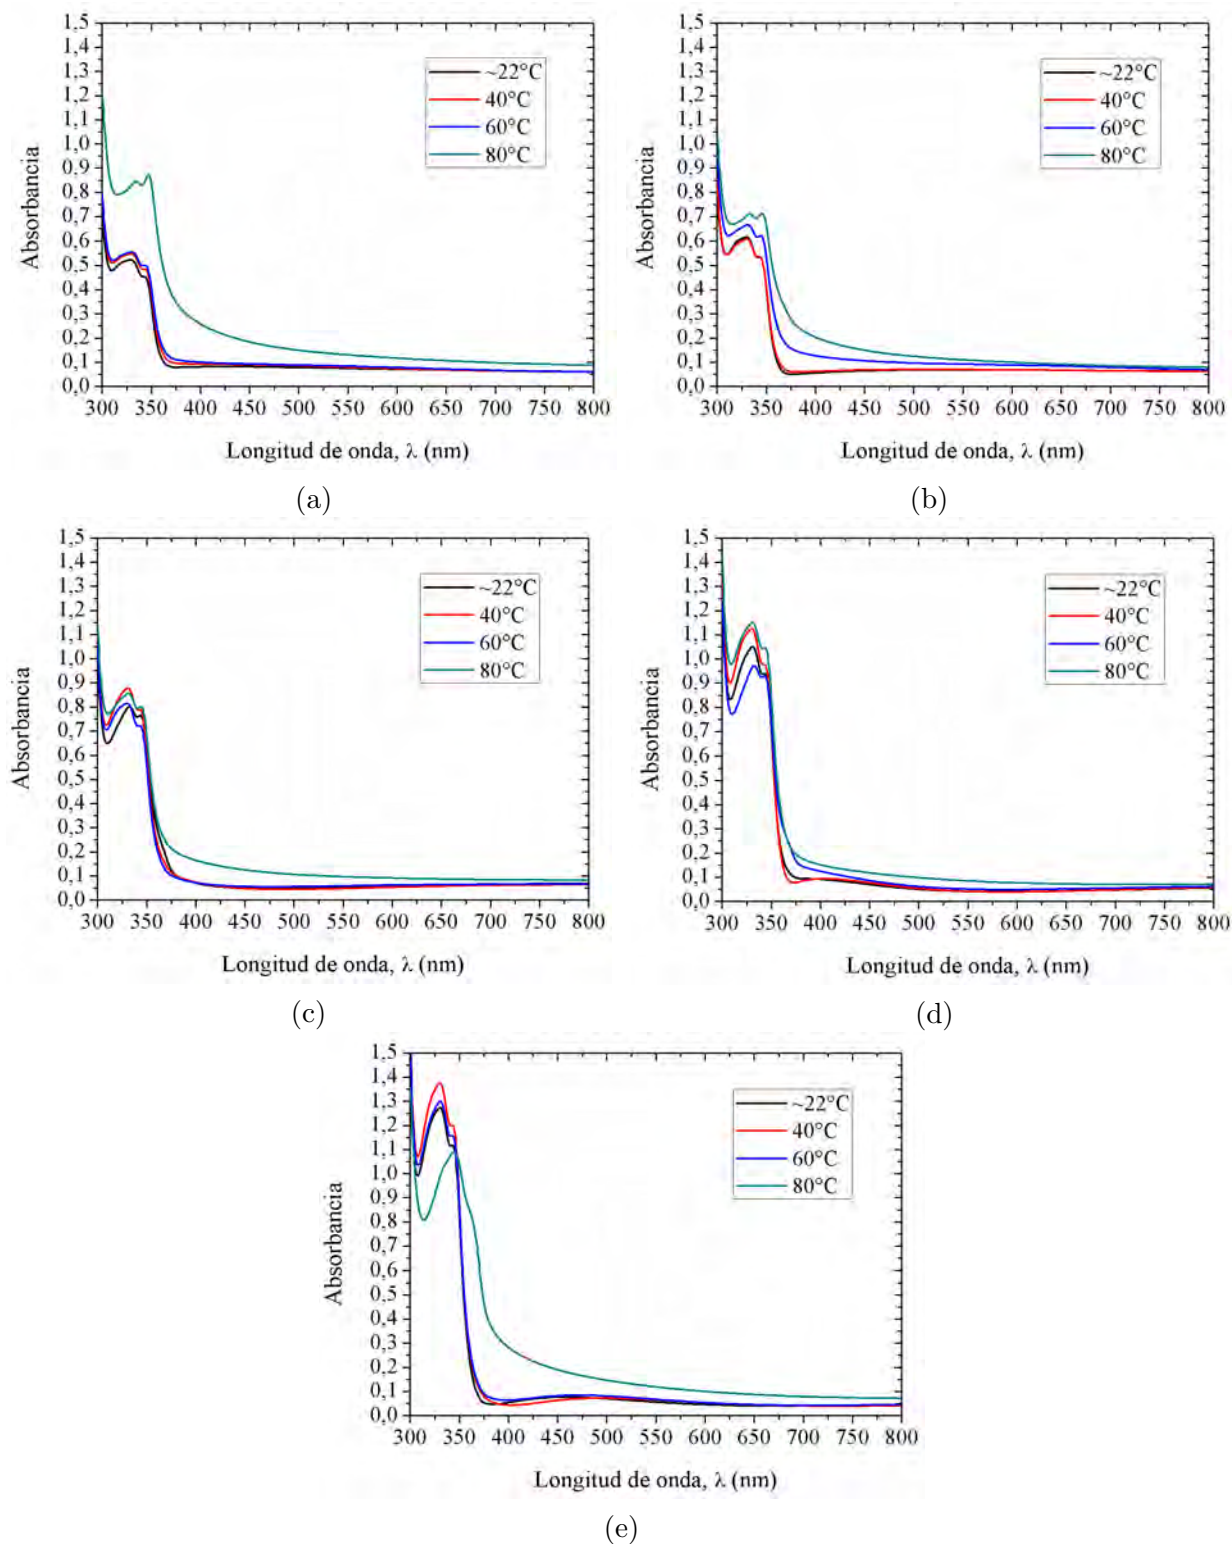 1,5
1,4
1,3
1,2
1,1
1,0
0,9
0,8
0,7
0,6
0,5
0,4
0,3
0,2
0,1
0,0
Absorbancia
~22°C
40°C
60°C
80°C
300 350 400 450 500 550 600 650 700 750 800
Longitud de onda, λ (nm)
(a)
1,5
1,4
1,3
1,2
1,1
1,0
0,9
0,8
0,7
0,6
0,5
0,4
0,3
0,2
0,1
0,0
Absorbancia
~22°C
40°C
60°C
80°C
300 350 400 450 500 550 600 650 700 750 800
Longitud de onda, λ (nm)
(b)
1,5
1,4
1,3
1,2
1,1
1,0
0,9
0,8
0,7
0,6
0,5
0,4
0,3
0,2
0,1
0,0
Absorbancia
~22°C
40°C
60°C
80°C
300 350 400 450 500 550 600 650 700 750 800
Longitud de onda, λ (nm)
(c)
1,5
1,4
1,3
1,2
1,1
1,0
0,9
0,8
0,7
0,6
0,5
0,4
0,3
0,2
0,1
0,0
Absorbancia
~22°C
40°C
60°C
80°C
300 350 400 450 500 550 600 650 700 750 800
Longitud de onda, λ (nm)
(d)
1,5
1,4
1,3
1,2
1,1
1,0
0,9
0,8
0,7
0,6
0,5
0,4
0,3
0,2
0,1
0,0
Absorbancia
~22°C
40°C
60°C
80°C
300 350 400 450 500 550 600 650 700 750 800
Longitud de onda, λ (nm)
(e)